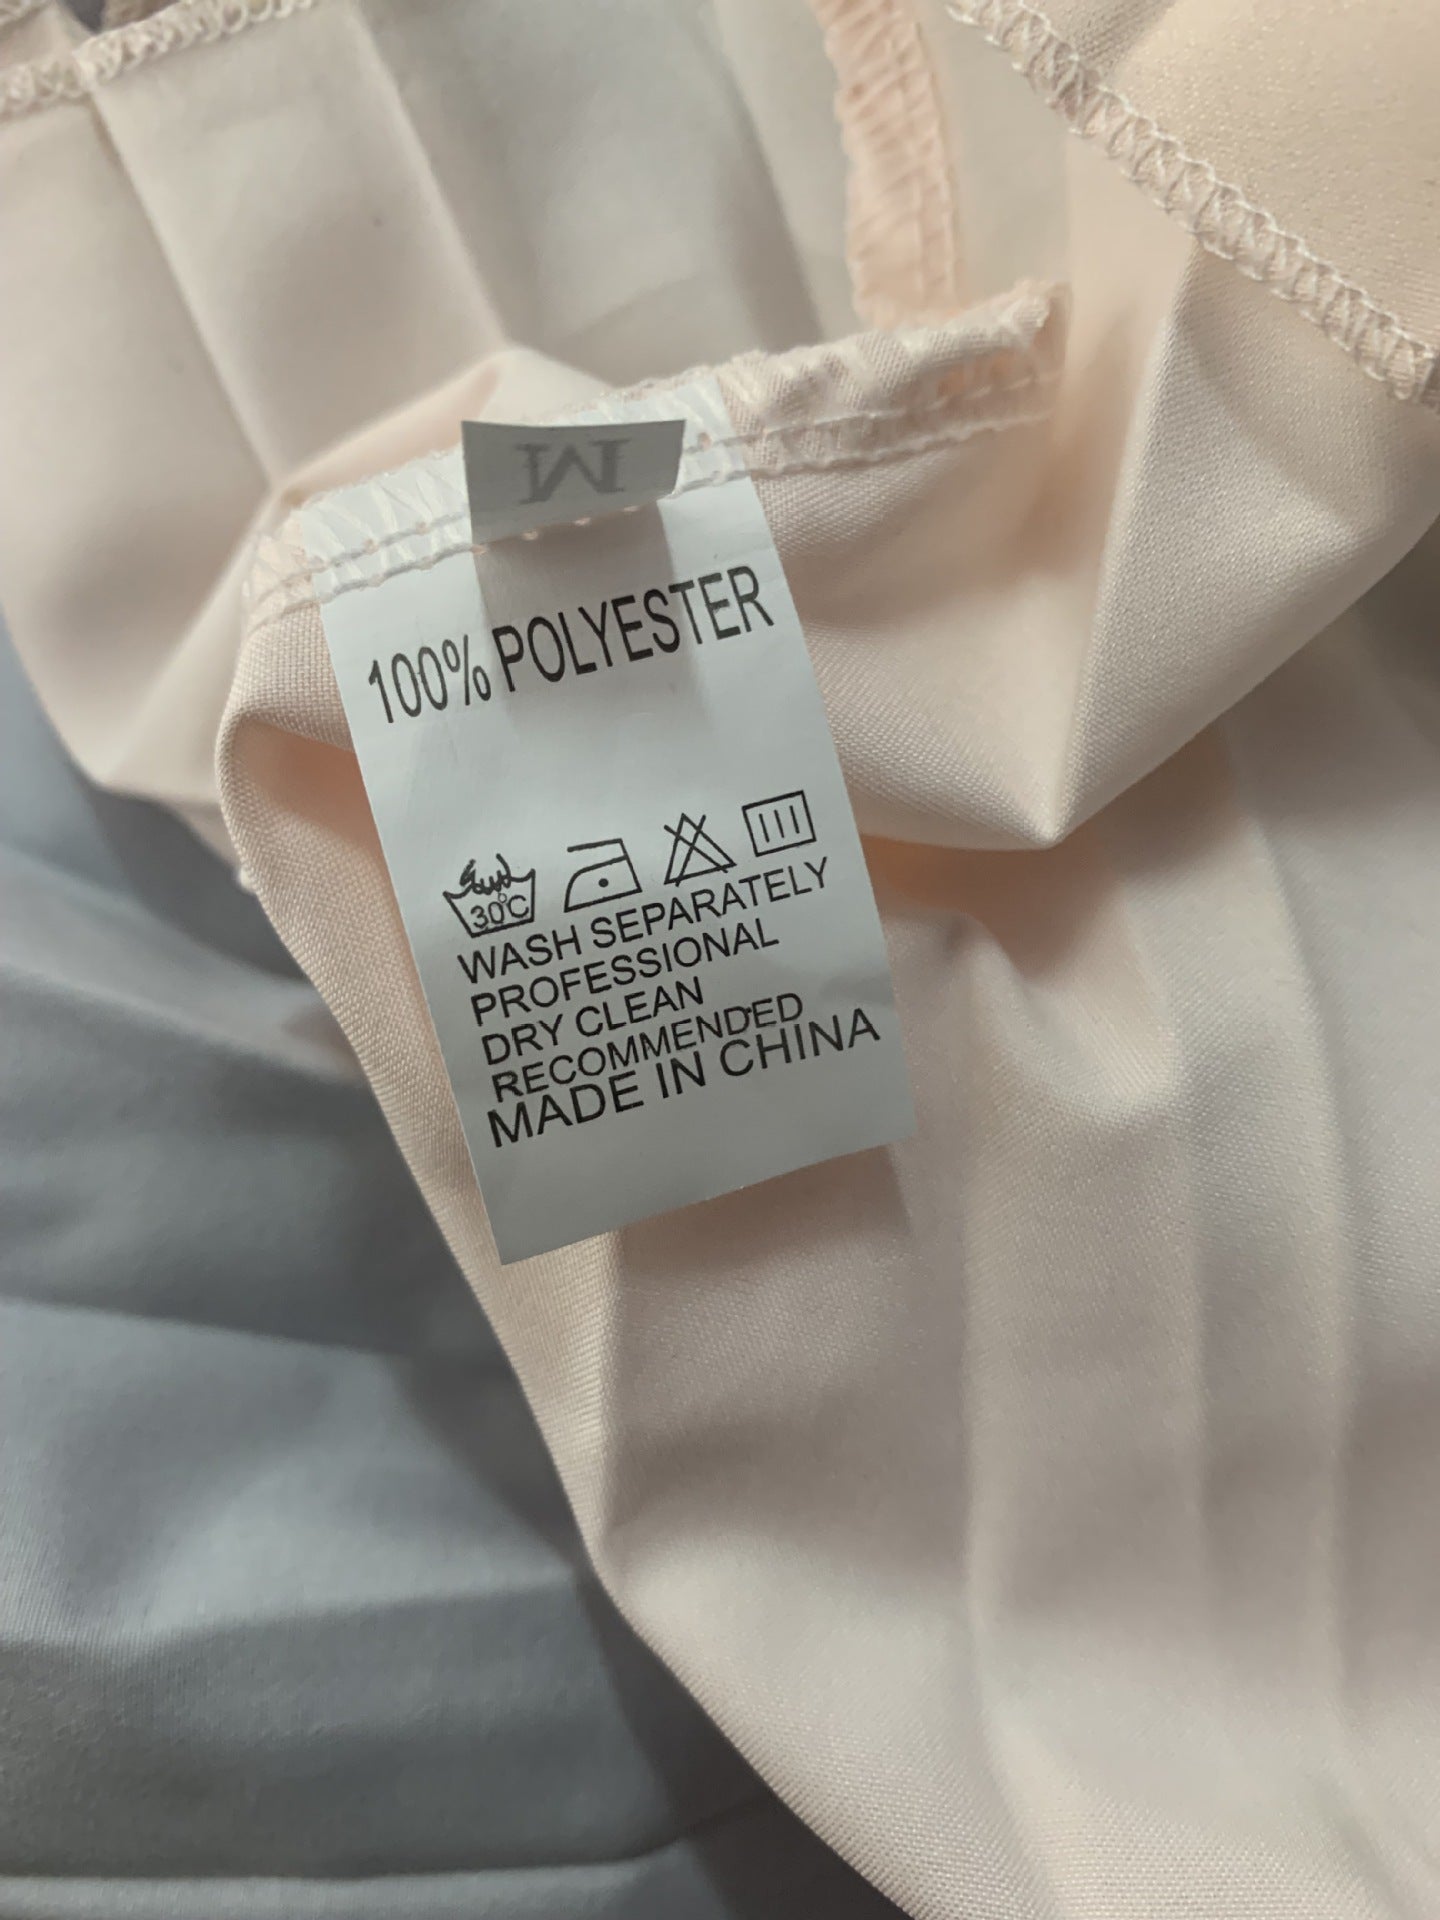 M
100% POLYESTER
30°C
WASH SEPARATELY
PROFESSIONAL
DRY CLEAN
RECOMMENDED
MADE IN CHINA